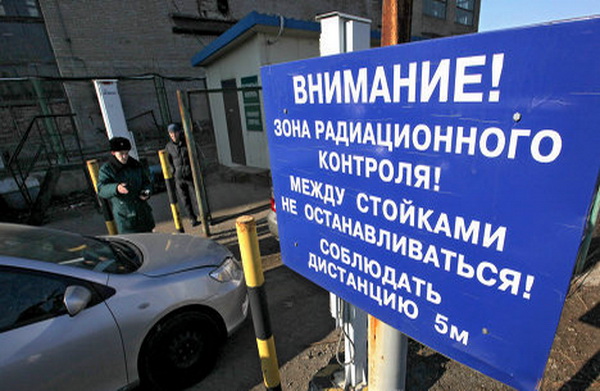 ВНИМАНИЕ!
ЗОНА РАДИАЦИОННОГО
КОНТРОЛЯ!
МЕЖДУ СТОЙКАМИ
НЕ ОСТАНАВЛИВАТЬСЯ!
СОБЛЮДАТЬ
ДИСТАНЦИЮ 5м